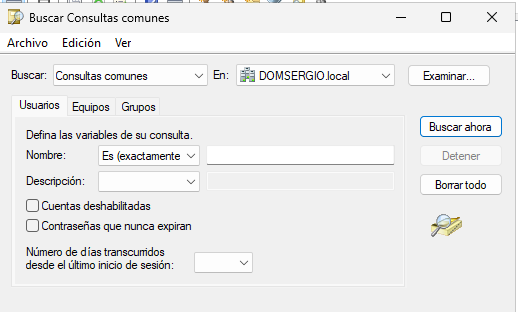 Buscar Consultas comunes
Archivo Edición Ver
Buscar: Consultas comunes En: DOMSERGIO.local Examinar...
Usuarios Equipos Grupos
Defina las variables de su consulta.
Nombre: Es (exactamente
Descripción:
Cuentas deshabilitadas
Contraseñas que nunca expiran
Número de días transcurridos
desde el último inicio de sesión:
Buscar ahora
Detener
Borrar todo